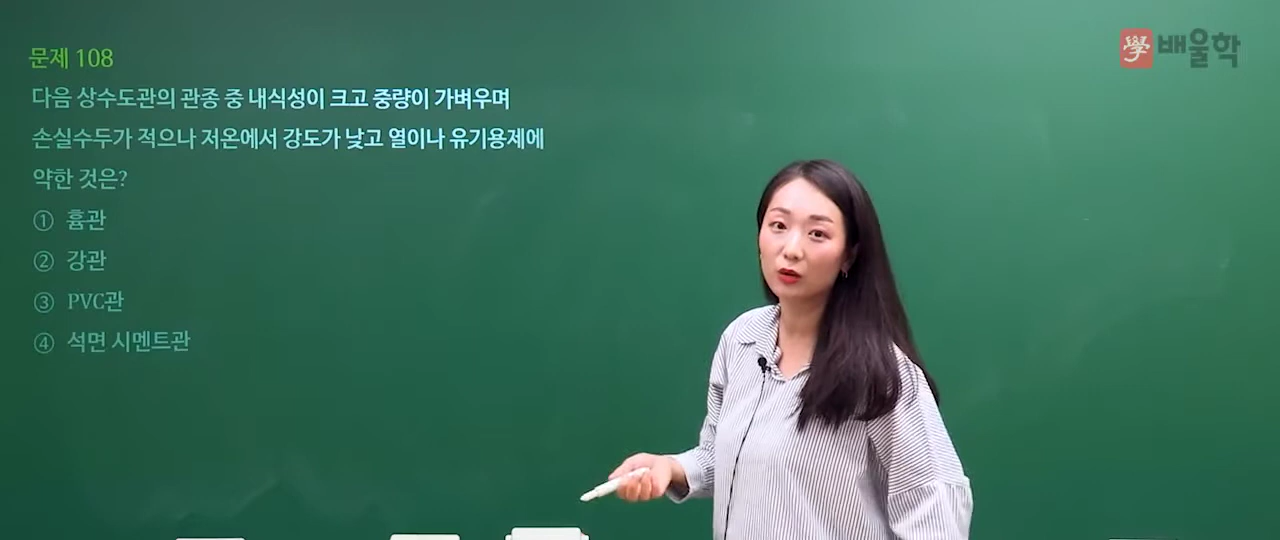 문제 108
學 배울학
다음 상수도관의 관종 중 내식성이 크고 중량이 가벼우며
손실수두가 적으나 저온에서 강도가 낮고 열이나 유기용제에
약한 것은?
① 흄관
② 강관
③ PVC관
④ 석면 시멘트관